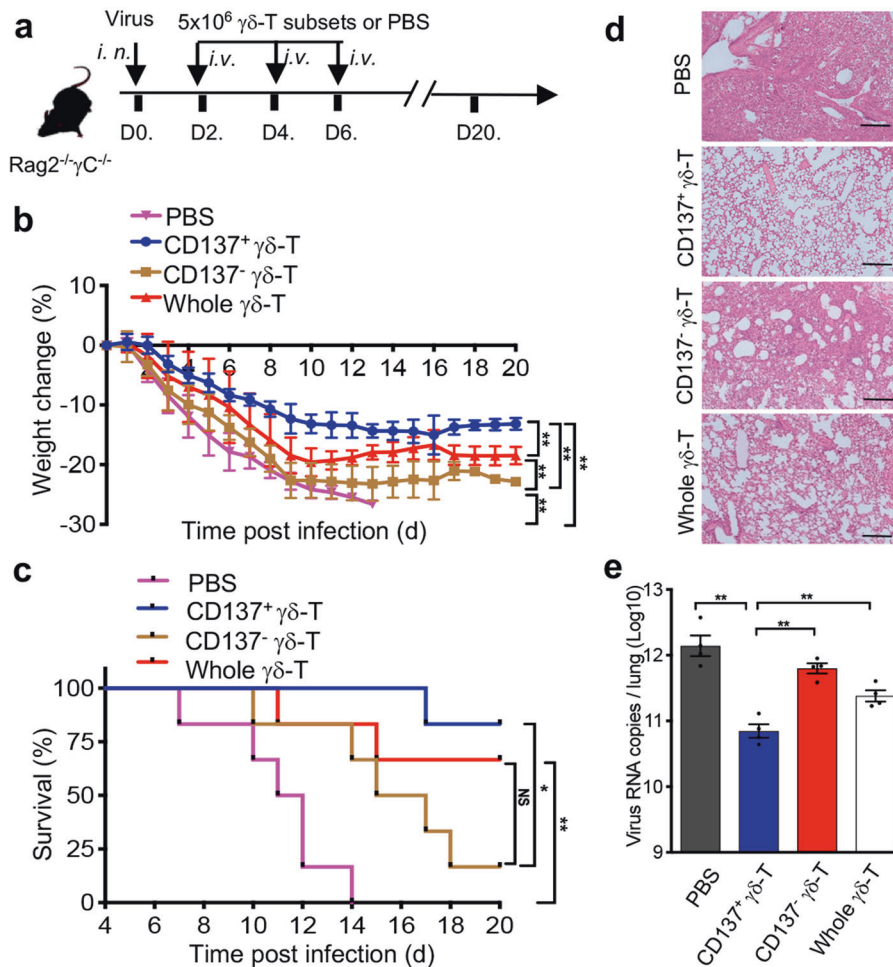 a
Virus
5x10⁶ γδ-T subsets or PBS
i. n.
i.v.
i.v.
i.v.
D0.
D2.
D4.
D6.
D20.
Rag2⁻/⁻γC⁻/⁻
b
PBS
CD137⁺ γδ-T
CD137⁻ γδ-T
Whole γδ-T
Weight change (%)
10
0
-10
-20
-30
2 4 6 8 10 12 14 16 18 20
Time post infection (d)
**
**
**
**
**
c
PBS
CD137⁺ γδ-T
CD137⁻ γδ-T
Whole γδ-T
Survival (%)
100
75
50
25
0
4 6 8 10 12 14 16 18 20
Time post infection (d)
NS
*
**
d
PBS
CD137⁺ γδ-T
CD137⁻ γδ-T
Whole γδ-T
e
Virus RNA copies / lung (Log10)
13
12
11
10
9
**
**
**
PBS
CD137⁺ γδ-T
CD137⁻ γδ-T
Whole γδ-T